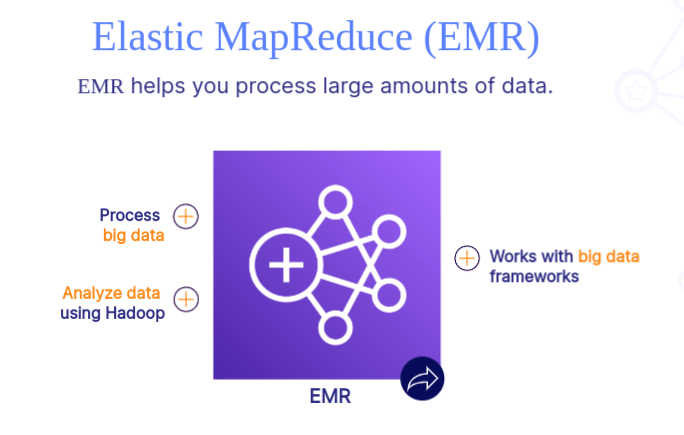 Elastic MapReduce (EMR)
EMR helps you process large amounts of data.
Process
big data
Analyze data
using Hadoop
Works with big data
frameworks
EMR